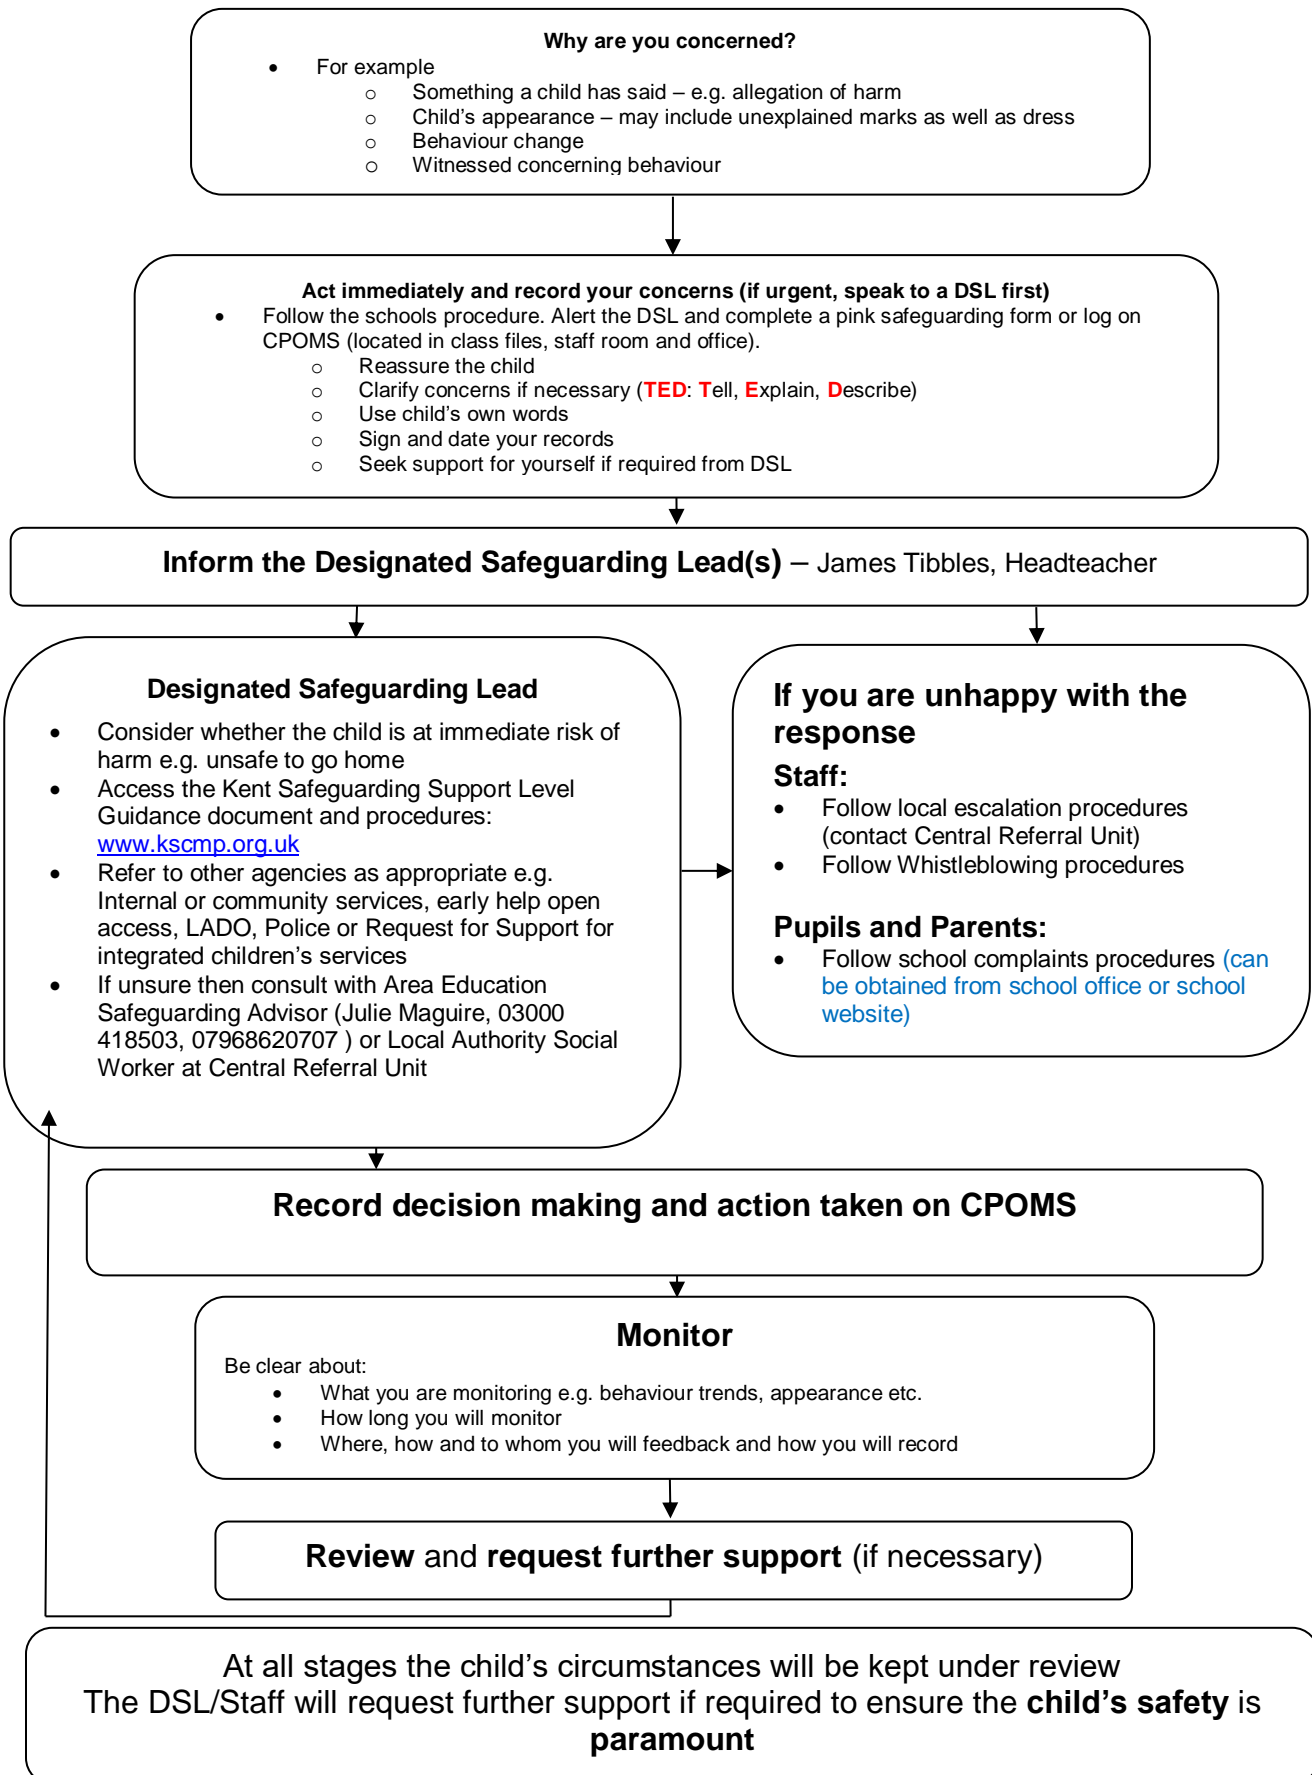 Why are you concerned?
• For example
o Something a child has said – e.g. allegation of harm
o Child's appearance – may include unexplained marks as well as dress
o Behaviour change
o Witnessed concerning behaviour
Act immediately and record your concerns (if urgent, speak to a DSL first)
• Follow the schools procedure. Alert the DSL and complete a pink safeguarding form or log on
CPOMS (located in class files, staff room and office).
o Reassure the child
o Clarify concerns if necessary (TED: Tell, Explain, Describe)
o Use child's own words
o Sign and date your records
o Seek support for yourself if required from DSL
Inform the Designated Safeguarding Lead(s) – James Tibbles, Headteacher
Designated Safeguarding Lead
• Consider whether the child is at immediate risk of
harm e.g. unsafe to go home
• Access the Kent Safeguarding Support Level
Guidance document and procedures:
www.kscmp.org.uk
• Refer to other agencies as appropriate e.g.
Internal or community services, early help open
access, LADO, Police or Request for Support for
integrated children's services
• If unsure then consult with Area Education
Safeguarding Advisor (Julie Maguire, 03000
418503, 07968620707 ) or Local Authority Social
Worker at Central Referral Unit
If you are unhappy with the
response
Staff:
• Follow local escalation procedures
(contact Central Referral Unit)
• Follow Whistleblowing procedures
Pupils and Parents:
• Follow school complaints procedures (can
be obtained from school office or school
website)
Record decision making and action taken on CPOMS
Monitor
Be clear about:
• What you are monitoring e.g. behaviour trends, appearance etc.
• How long you will monitor
• Where, how and to whom you will feedback and how you will record
Review and request further support (if necessary)
At all stages the child's circumstances will be kept under review
The DSL/Staff will request further support if required to ensure the child's safety is
paramount